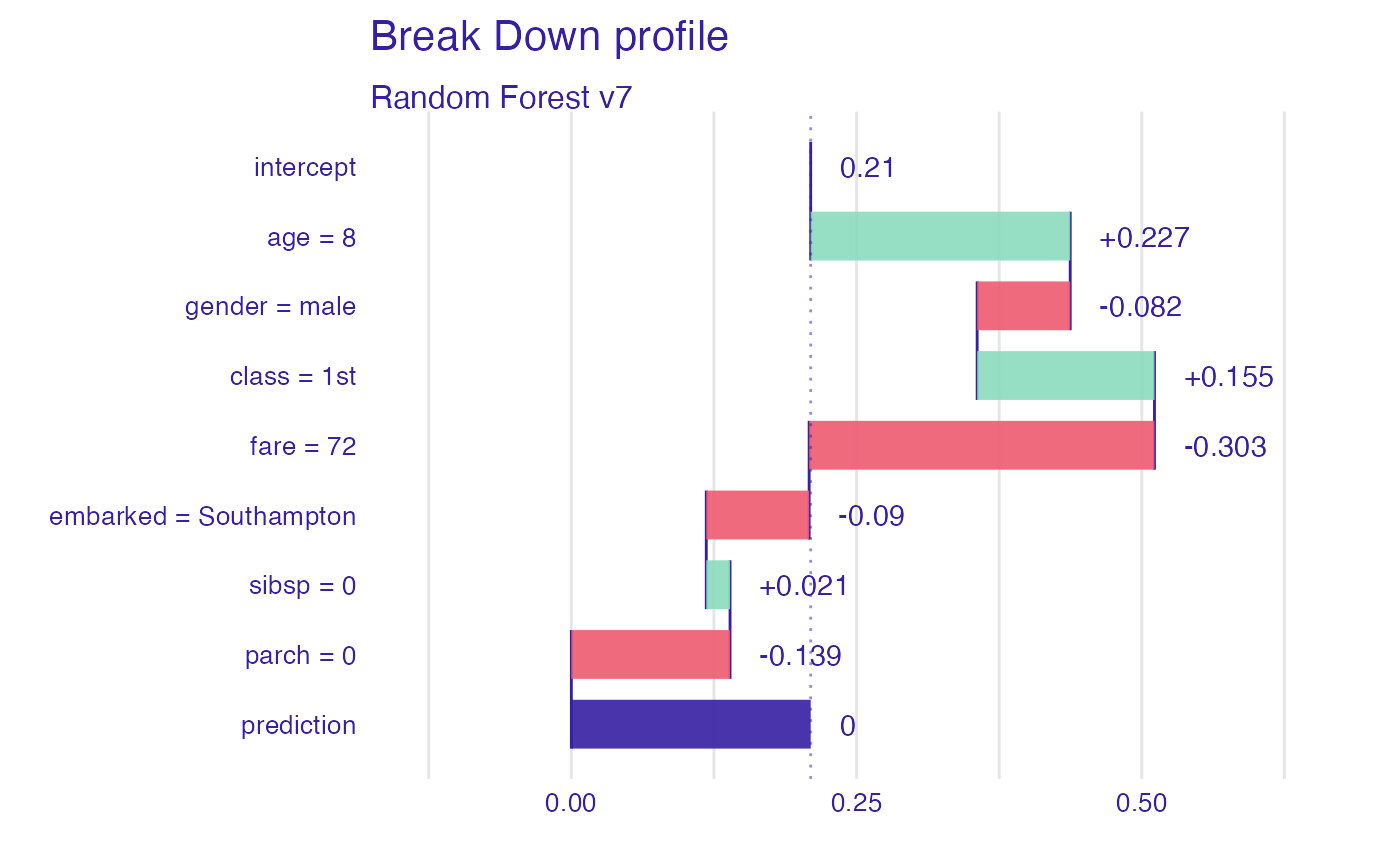 Break Down profile
Random Forest v7
intercept 0.21
age = 8 +0.227
gender = male -0.082
class = 1st +0.155
fare = 72 -0.303
embarked = Southampton -0.09
sibsp = 0 +0.021
parch = 0 -0.139
prediction 0
0.00 0.25 0.50